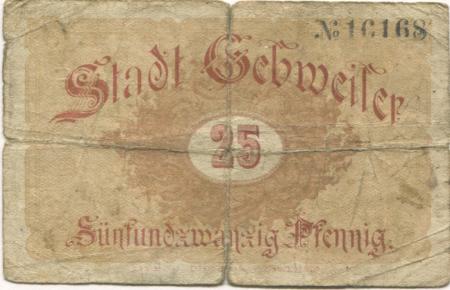 № 16168
Stadt Gebweiler
25
Fünfundzwanzig Pfennig.